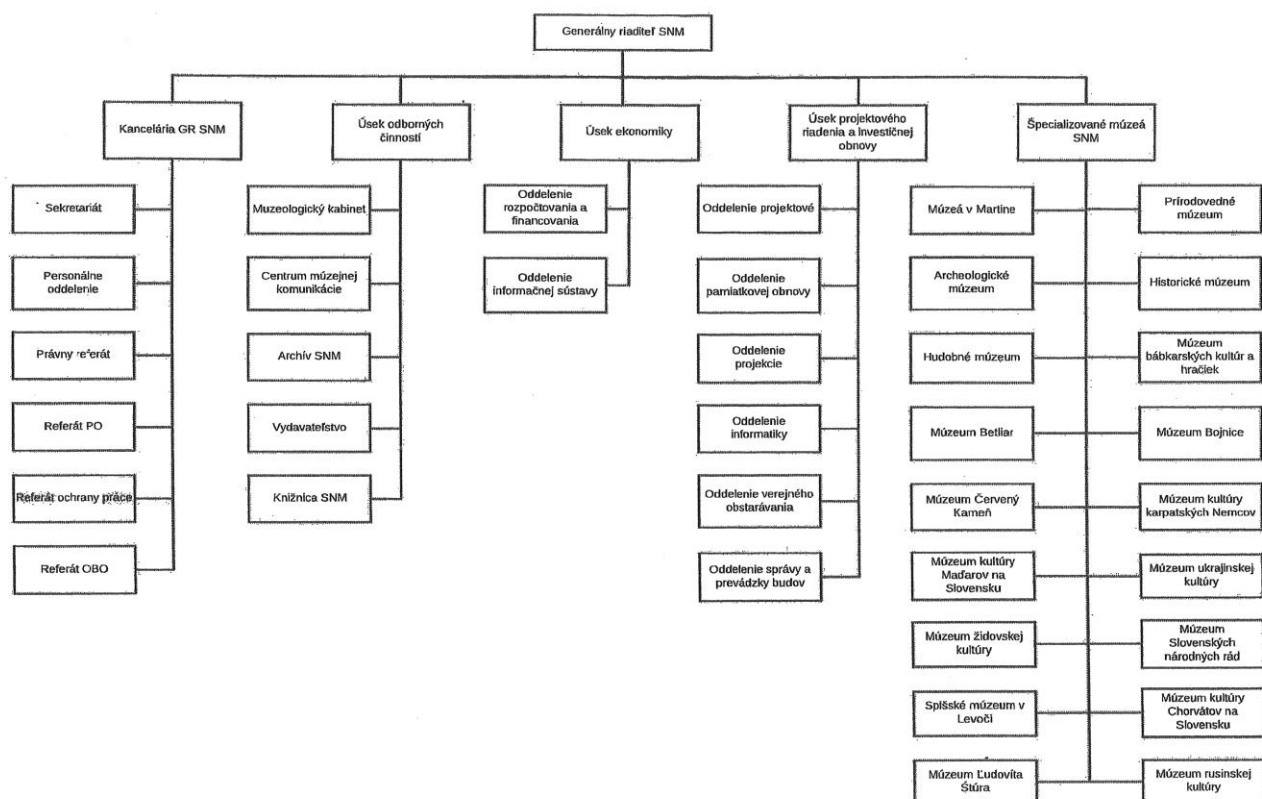 Generálny riaditeľ SNM
Kancelária GR SNM
Úsek odborných
činností
Úsek ekonomiky
Úsek projektového
riadenia a investičnej
obnovy
Špecializované múzeá
SNM
Sekretariát
Personálne
oddelenie
Právny referát
Referát PO
Referát ochrany práce
Referát OBO
Muzeologický kabinet
Centrum múzejnej
komunikácie
Archív SNM
Vydavateľstvo
Knižnica SNM
Oddelenie
rozpočtovania a
financovania
Oddelenie
informačnej sústavy
Oddelenie projektové
Oddelenie
pamiatkovej obnovy
Oddelenie
projekcie
Oddelenie
informatiky
Oddelenie verejného
obstarávania
Oddelenie správy a
prevádzky budov
Múzeá v Martine
Archeologické
múzeum
Hudobné múzeum
Múzeum Betliar
Múzeum Červený
Kameň
Múzeum kultúry
Maďarov na
Slovensku
Múzeum židovskej
kultúry
Spišské múzeum v
Levoči
Múzeum Ľudovíta
Štúra
Prírodovedné
múzeum
Historické múzeum
Múzeum
bábkarských kultúr a
hračiek
Múzeum Bojnice
Múzeum kultúry
karpatských Nemcov
Múzeum ukrajinskej
kultúry
Múzeum
Slovenských
národných rád
Múzeum kultúry
Chorvátov na
Slovensku
Múzeum rusínskej
kultúry